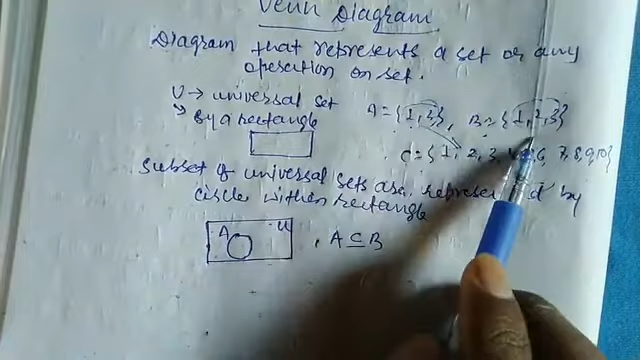 Venn Diagram
Diagram that represents a set or any
operation on set.
U → universal set
↳ by a rectangle
A = {1, 2}, B = {1, 2, 3}
C = {1, 2, 3, 6, 7, 8, 9, 10}
Subset of universal sets are represented by
circle within rectangle
A U , A ⊆ B